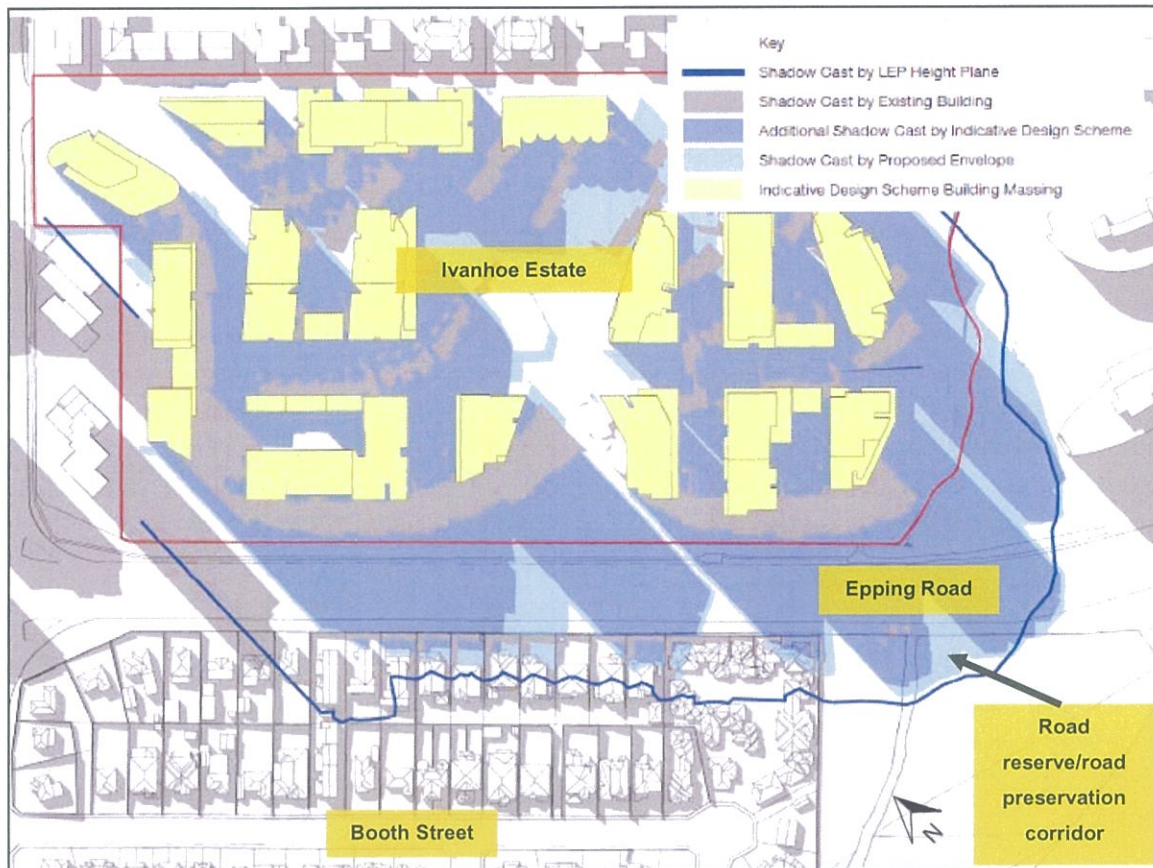 Key
Shadow Cast by LEP Height Plane
Shadow Cast by Existing Building
Additional Shadow Cast by Indicative Design Scheme
Shadow Cast by Proposed Envelope
Indicative Design Scheme Building Massing
Ivanhoe Estate
Epping Road
Road
reserve/road
preservation
corridor
Booth Street
N